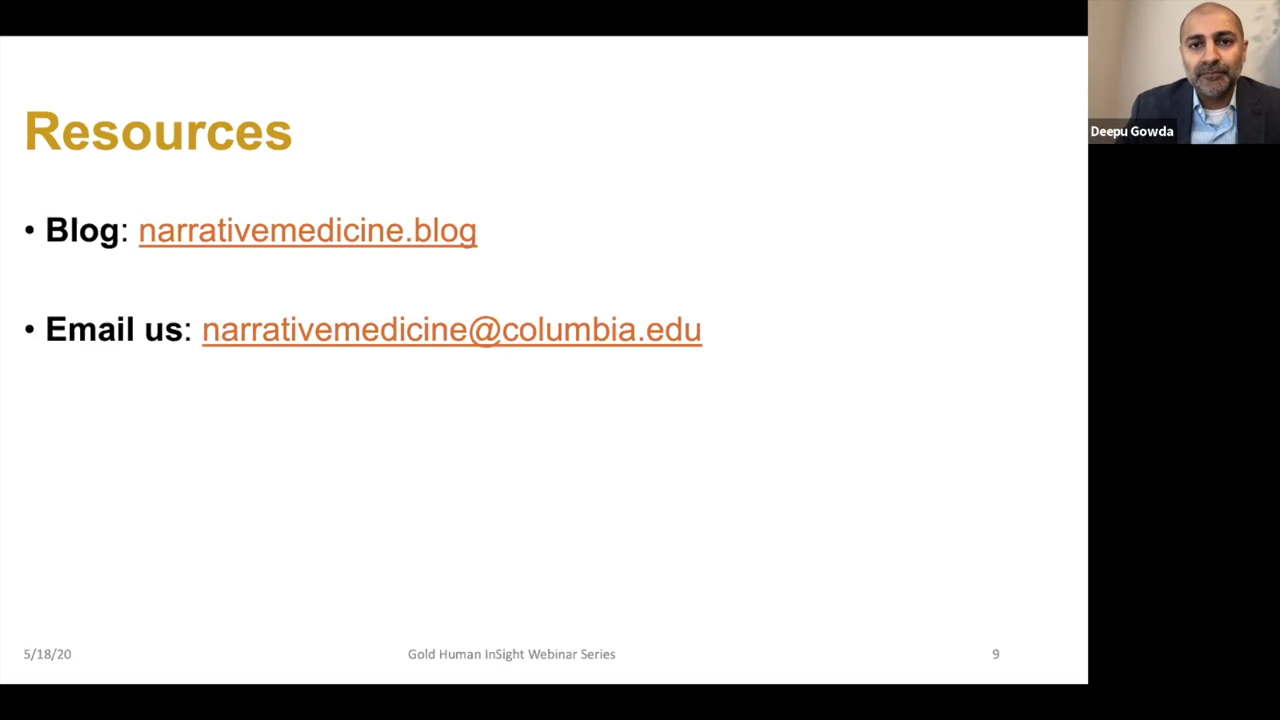 Resources
• Blog: narrativemedicine.blog
• Email us: narrativemedicine@columbia.edu
5/18/20
Gold Human InSight Webinar Series
9
Deepu Gowda